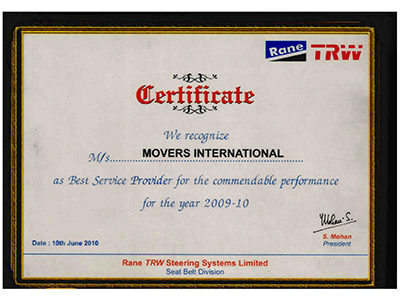 Rane TRW
Certificate
We recognize
M/s.............MOVERS INTERNATIONAL.............
as Best Service Provider for the commendable performance
for the year 2009-10
Mohan-S.
S. Mohan
President
Date : 10th June 2010
Rane TRW Steering Systems Limited
Seat Belt Division